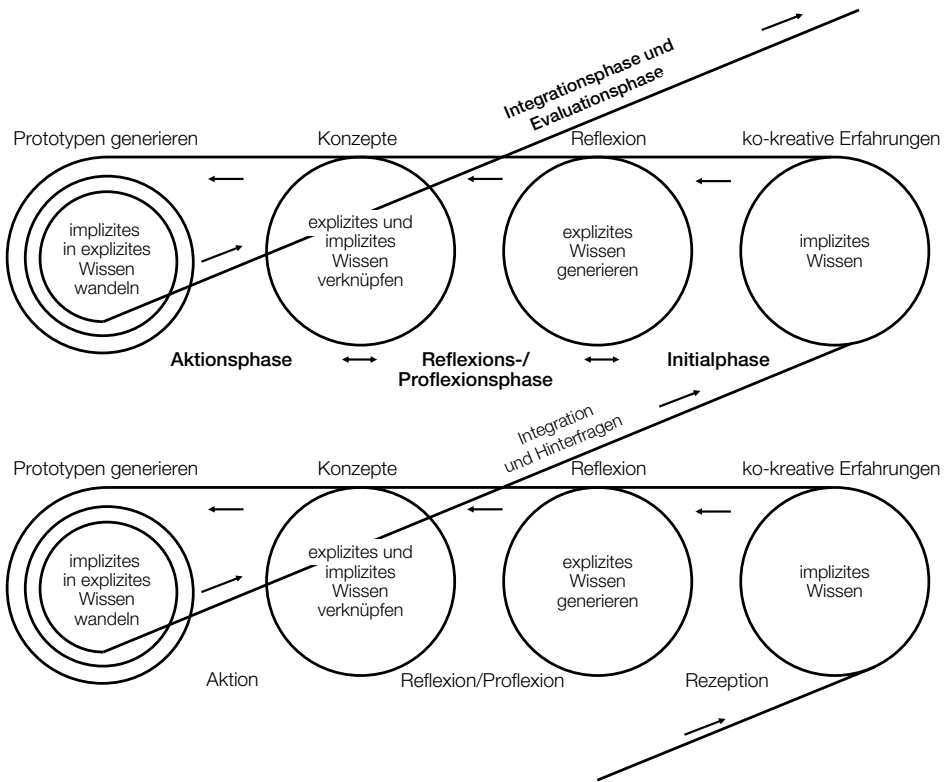 Integrationsphase und
Evaluationsphase
Prototypen generieren
Konzepte
Reflexion
ko-kreative Erfahrungen
implizites
in explizites
Wissen
wandeln
explizites und
implizites
Wissen
verknüpfen
explizites
Wissen
generieren
implizites
Wissen
Aktionsphase
Reflexions-/
Proflexionsphase
Initialphase
Integration
und Hinterfragen
Prototypen generieren
Konzepte
Reflexion
ko-kreative Erfahrungen
implizites
in explizites
Wissen
wandeln
explizites und
implizites
Wissen
verknüpfen
explizites
Wissen
generieren
implizites
Wissen
Aktion
Reflexion/Proflexion
Rezeption